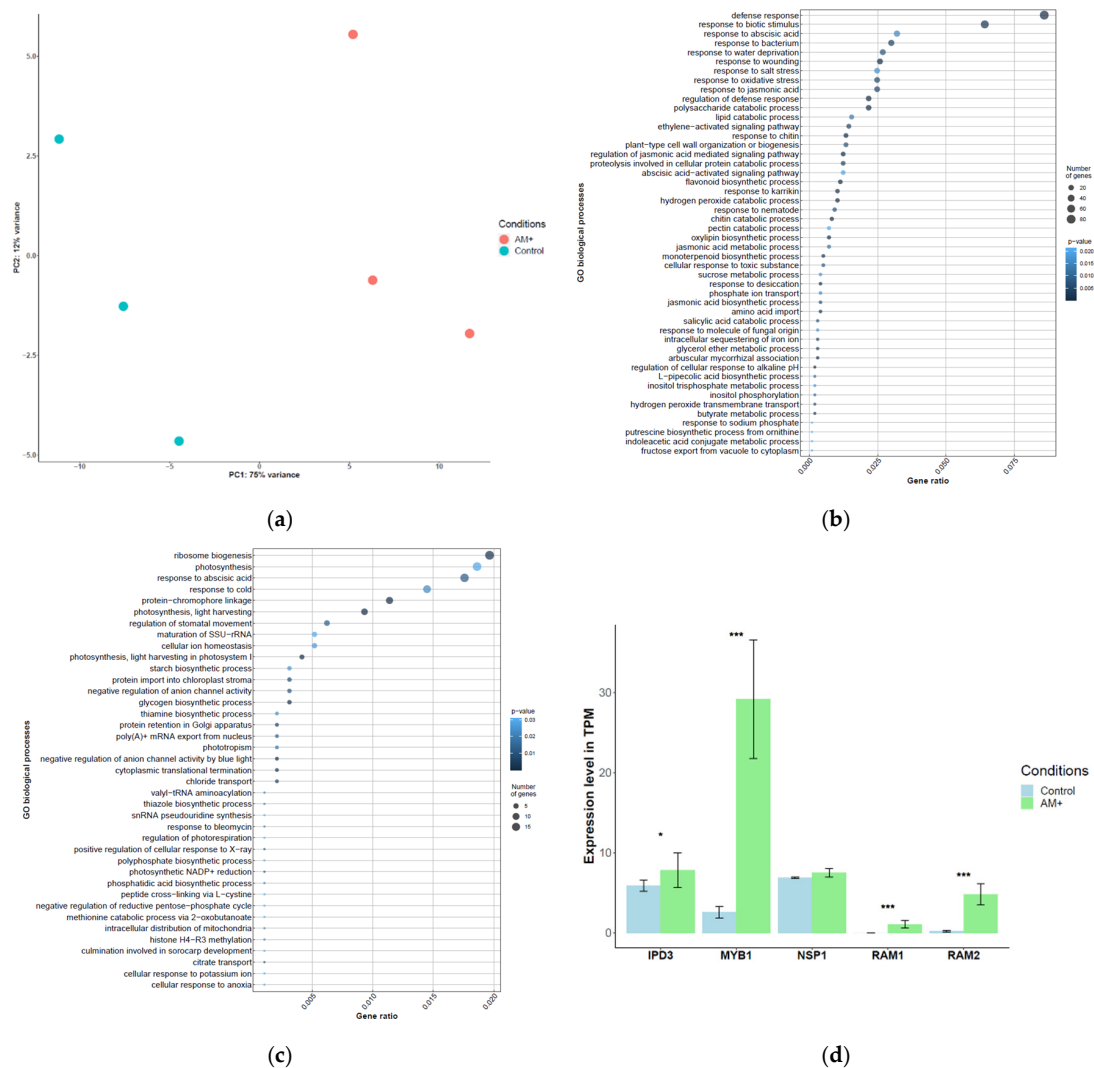 5.0
2.5
0.0
−2.5
−5.0
PC2: 12% variance
−10
−5
0
5
10
PC1: 75% variance
Conditions
AM+
Control
(a)
GO biological processes
defense response
response to biotic stimulus
response to abscisic acid
response to bacterium
response to water deprivation
response to wounding
response to salt stress
response to oxidative stress
response to jasmonic acid
regulation of defense response
polysaccharide catabolic process
lipid catabolic process
ethylene−activated signaling pathway
response to chitin
plant−type cell wall organization or biogenesis
regulation of jasmonic acid mediated signaling pathway
proteolysis involved in cellular protein catabolic process
abscisic acid−activated signaling pathway
flavonoid biosynthetic process
response to karrikin
hydrogen peroxide catabolic process
response to nematode
chitin catabolic process
pectin catabolic process
oxylipin biosynthetic process
jasmonic acid metabolic process
monoterpenoid biosynthetic process
cellular response to toxic substance
sucrose metabolic process
response to desiccation
phosphate ion transport
jasmonic acid biosynthetic process
amino acid import
salicylic acid catabolic process
response to molecule of fungal origin
intracellular sequestering of iron ion
glycerol ether metabolic process
arbuscular mycorrhizal association
regulation of cellular response to alkaline pH
L−pipecolic acid biosynthetic process
inositol trisphosphate metabolic process
inositol phosphorylation
hydrogen peroxide transmembrane transport
butyrate metabolic process
response to sodium phosphate
putrescine biosynthetic process from ornithine
indoleacetic acid conjugate metabolic process
fructose export from vacuole to cytoplasm
0.000
0.025
0.050
0.075
Gene ratio
Number
of genes
20
40
60
80
p−value
0.020
0.015
0.010
0.005
(b)
GO biological processes
ribosome biogenesis
photosynthesis
response to abscisic acid
response to cold
protein−chromophore linkage
photosynthesis, light harvesting
regulation of stomatal movement
maturation of SSU−rRNA
cellular ion homeostasis
photosynthesis, light harvesting in photosystem I
starch biosynthetic process
protein import into chloroplast stroma
negative regulation of anion channel activity
glycogen biosynthetic process
thiamine biosynthetic process
protein retention in Golgi apparatus
poly(A)+ mRNA export from nucleus
phototropism
negative regulation of anion channel activity by blue light
cytoplasmic translational termination
chloride transport
valyl−tRNA aminoacylation
thiazole biosynthetic process
snRNA pseudouridine synthesis
response to bleomycin
regulation of photorespiration
positive regulation of cellular response to X−ray
polyphosphate biosynthetic process
photosynthetic NADP+ reduction
phosphatidic acid biosynthetic process
peptide cross−linking via L−cystine
negative regulation of reductive pentose−phosphate cycle
methionine catabolic process via 2−oxobutanoate
intracellular distribution of mitochondria
histone H4−R3 methylation
culmination involved in sorocarp development
citrate transport
cellular response to potassium ion
cellular response to anoxia
0.005
0.010
0.015
0.020
Gene ratio
p−value
0.03
0.02
0.01
Number
of genes
5
10
15
(c)
Expression level in TPM
30
20
10
0
*
***
***
***
IPD3
MYB1
NSP1
RAM1
RAM2
Conditions
Control
AM+
(d)